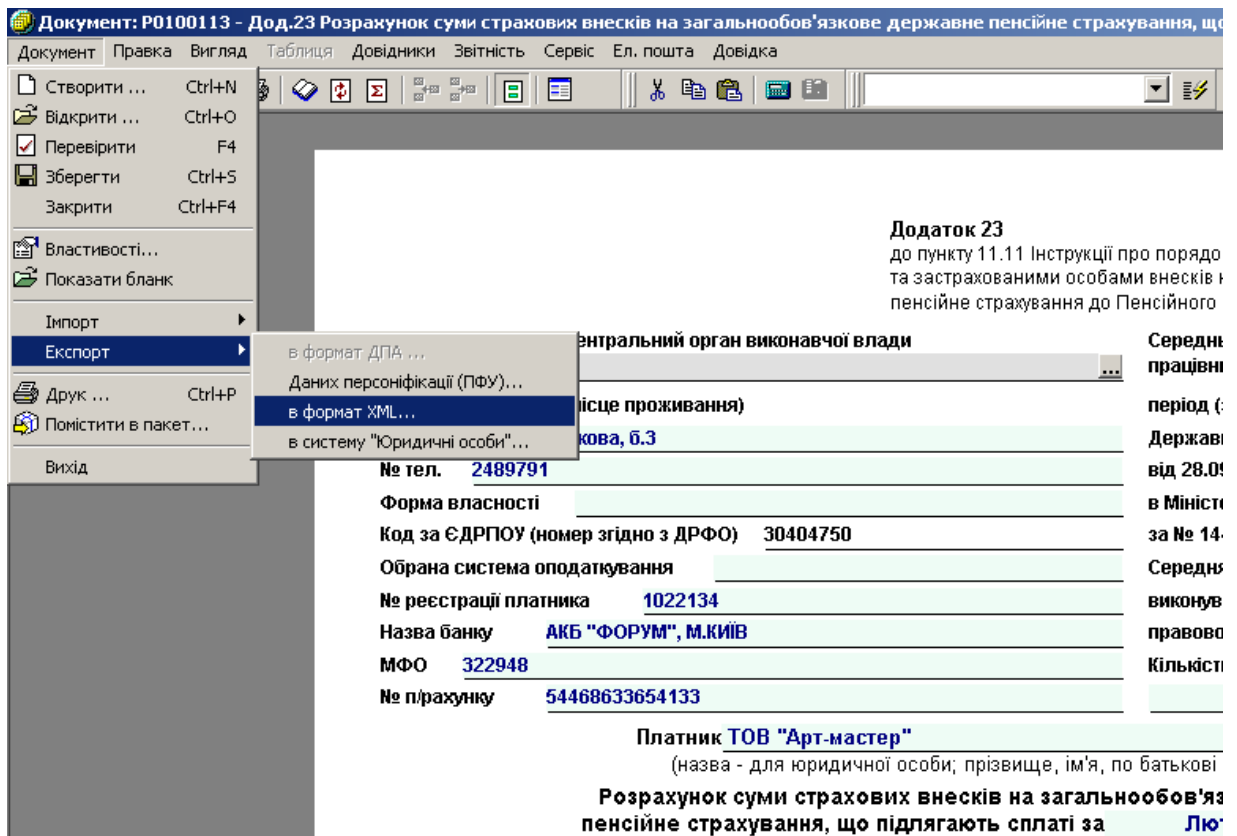 Документ: P0100113 - Дод.23 Розрахунок суми страхових внесків на загальнообов'язкове державне пенсійне страхування, що
Документ Правка Вигляд Таблиця Довідники Звітність Сервіс Ел. пошта Довідка
Створити ... Ctrl+N
Відкрити ... Ctrl+O
Перевірити F4
Зберегти Ctrl+S
Закрити Ctrl+F4
Властивості...
Показати бланк
Імпорт
Експорт
Друк ... Ctrl+P
Помістити в пакет...
Вихід
в формат ДПА ...
Даних персоніфікації (ПФУ)...
в формат XML...
в систему "Юридичні особи"...
Додаток 23
до пункту 11.11 Інструкції про порядо
та застрахованими особами внесків
пенсійне страхування до Пенсійного
ентральний орган виконавчої влади
...
ісце проживання)
кова, б.3
№ тел. 2489791
Форма власності
Код за ЄДРПОУ (номер згідно з ДРФО) 30404750
Обрана система оподаткування
№ реєстрації платника 1022134
Назва банку АКБ "ФОРУМ", М.КИЇВ
МФО 322948
№ п/рахунку 54468633654133
Середнь
працівни
період (
Державн
від 28.09
в Мініст
за № 14
Середня
виконув
правово
Кількіст
Платник ТОВ "Арт-мастер"
(назва - для юридичної особи; прізвище, ім'я, по батькові
Розрахунок суми страхових внесків на загальнообов'яз
пенсійне страхування, що підлягають сплаті за Лют